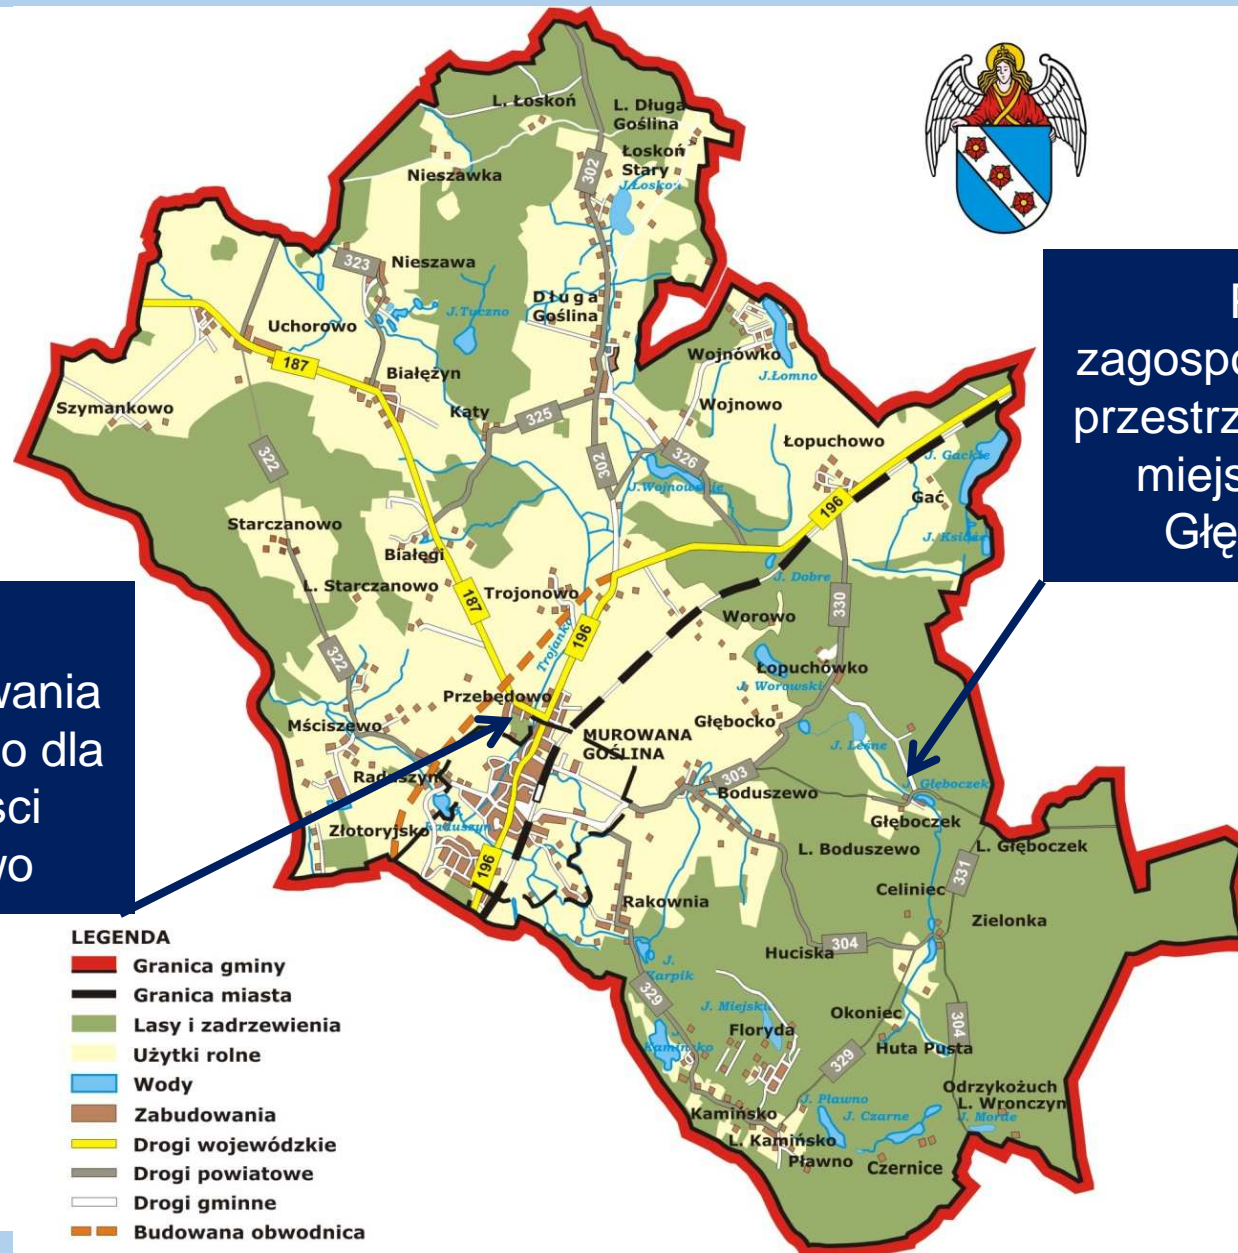 L. Łoskoń
L. Długa
Goślina
Łoskoń
Stary
J.Łoskoń
302
Nieszawka
323
Nieszawa
J.Tuczno
Długa
Goślina
Uchorowo
187
Białężyn
Szymankowo
Kąty
325
302
322
Wojnówko
J.Łomno
Wojnowo
Łopuchowo
326
J.Wojnowskie
196
J. Gackie
Gać
Starczanowo
Białęgi
L. Starczanowo
187
Trojonowo
Trojanka
196
J. Dobre
330
Worowo
322
Łopuchówko
J. Worowski
Przebędowo
Mściszewo
Głębocko
J. Leśne
MUROWANA
GOŚLINA
303
Boduszewo
J. Głęboczek
Głęboczek
Raduszyn
Złotoryjsko
196
L. Boduszewo
L. Głęboczek
331
Celiniec
Rakownia
Zielonka
304
Huciska
329
J. Miejskie
Floryda
Okoniec
304
Huta Pusta
329
Kamińsko
Odrzykożuch
L. Wronczyn
J. Morde
J. Pławno
J. Czarne
Kamińsko
L. Kamińsko
Pławno
Czernice
zagospo
przestrz
miejs
Głę
wania
o dla
ści
wo
LEGENDA
Granica gminy
Granica miasta
Lasy i zadrzewienia
Użytki rolne
Wody
Zabudowania
Drogi wojewódzkie
Drogi powiatowe
Drogi gminne
Budowana obwodnica